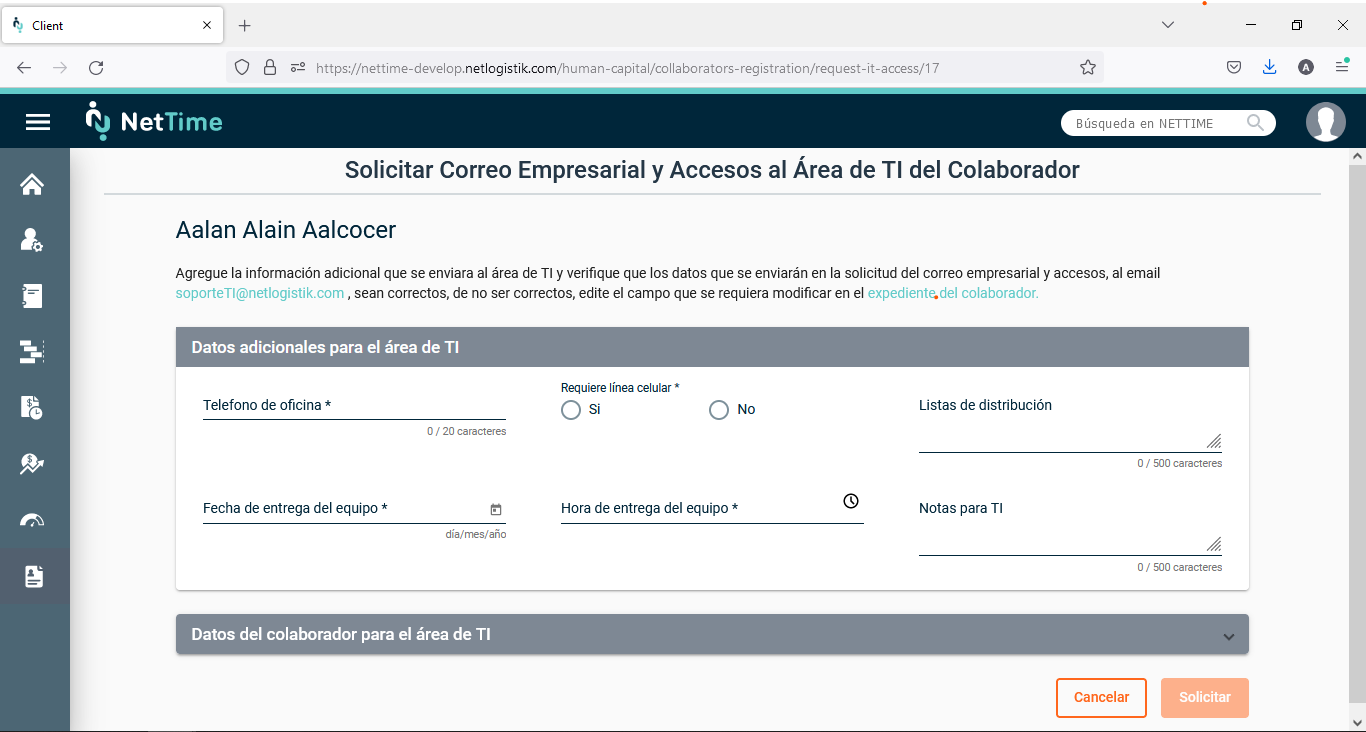 Client
https://nettime-develop.netlogistik.com/human-capital/collaborators-registration/request-it-access/17
A
NetTime
Búsqueda en NETTIME
Solicitar Correo Empresarial y Accesos al Área de TI del Colaborador
Aalan Alain Aalcocer
Agregue la información adicional que se enviara al área de TI y verifique que los datos que se enviarán en la solicitud del correo empresarial y accesos, al email
soporteTI@netlogistik.com , sean correctos, de no ser correctos, edite el campo que se requiera modificar en el expediente del colaborador.
Datos adicionales para el área de TI
Requiere línea celular *
Telefono de oficina *
Si
No
Listas de distribución
0 / 20 caracteres
0 / 500 caracteres
Fecha de entrega del equipo *
Hora de entrega del equipo *
Notas para TI
día/mes/año
0 / 500 caracteres
Datos del colaborador para el área de TI
Cancelar
Solicitar